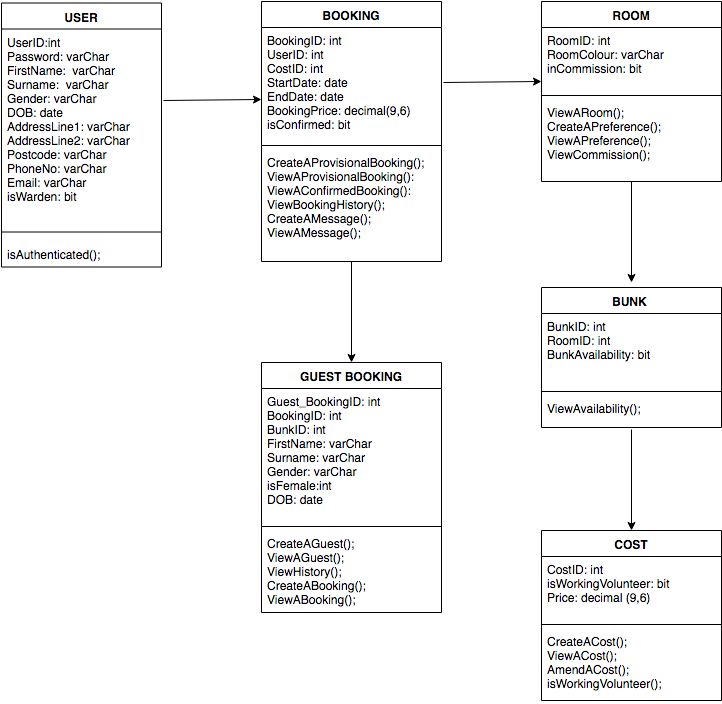 USER
UserID:int
Password: varChar
FirstName: varChar
Surname: varChar
Gender: varChar
DOB: date
AddressLine1: varChar
AddressLine2: varChar
Postcode: varChar
PhoneNo: varChar
Email: varChar
isWarden: bit
isAuthenticated();
BOOKING
BookingID: int
UserID: int
CostID: int
StartDate: date
EndDate: date
BookingPrice: decimal(9,6)
isConfirmed: bit
CreateAProvisionalBooking();
ViewAProvisionalBooking():
ViewAConfirmedBooking():
ViewBookingHistory();
CreateAMessage();
ViewAMessage();
ROOM
RoomID: int
RoomColour: varChar
inCommission: bit
ViewARoom();
CreateAPreference();
ViewAPreference();
ViewCommission();
GUEST BOOKING
Guest_BookingID: int
BookingID: int
BunkID: int
FirstName: varChar
Surname: varChar
Gender: varChar
isFemale:int
DOB: date
CreateAGuest();
ViewAGuest();
ViewHistory();
CreateABooking();
ViewABooking();
BUNK
BunkID: int
RoomID: int
BunkAvailability: bit
ViewAvailability();
COST
CostID: int
isWorkingVolunteer: bit
Price: decimal (9,6)
CreateACost();
ViewACost();
AmendACost();
isWorkingVolunteer();